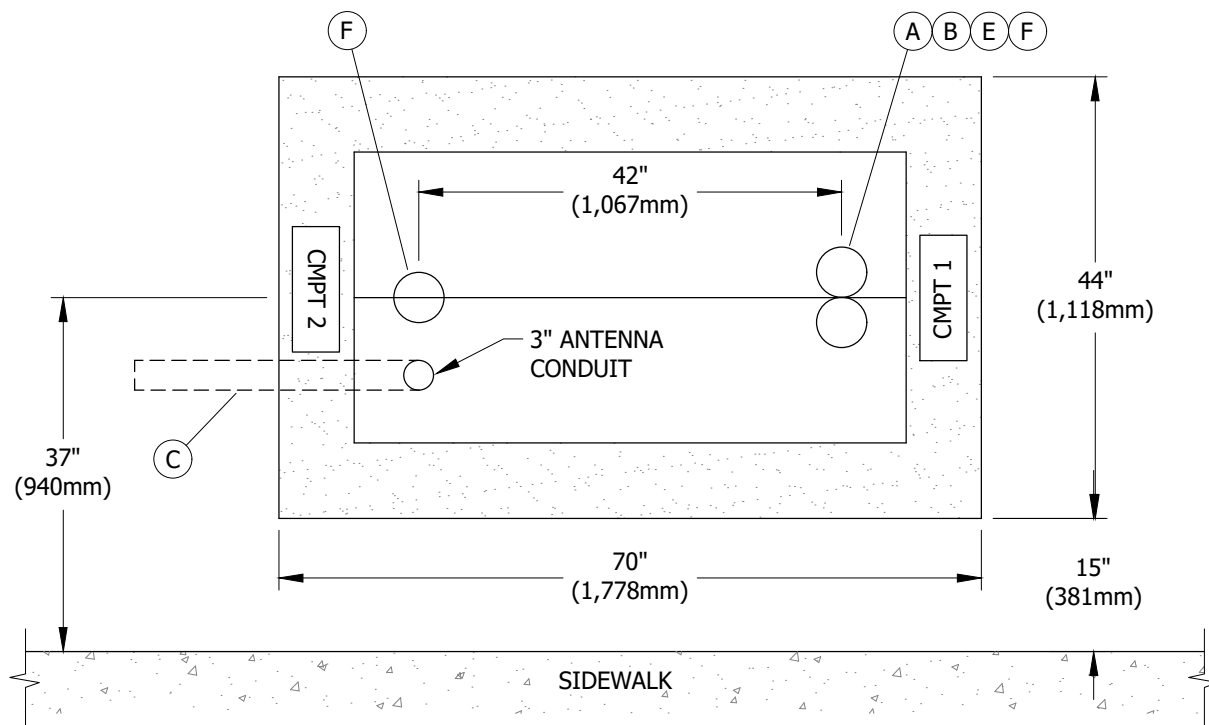 F
A B E F
42"
(1,067mm)
CMPT 2
CMPT 1
44"
(1,118mm)
3" ANTENNA
CONDUIT
C
37"
(940mm)
70"
(1,778mm)
15"
(381mm)
SIDEWALK